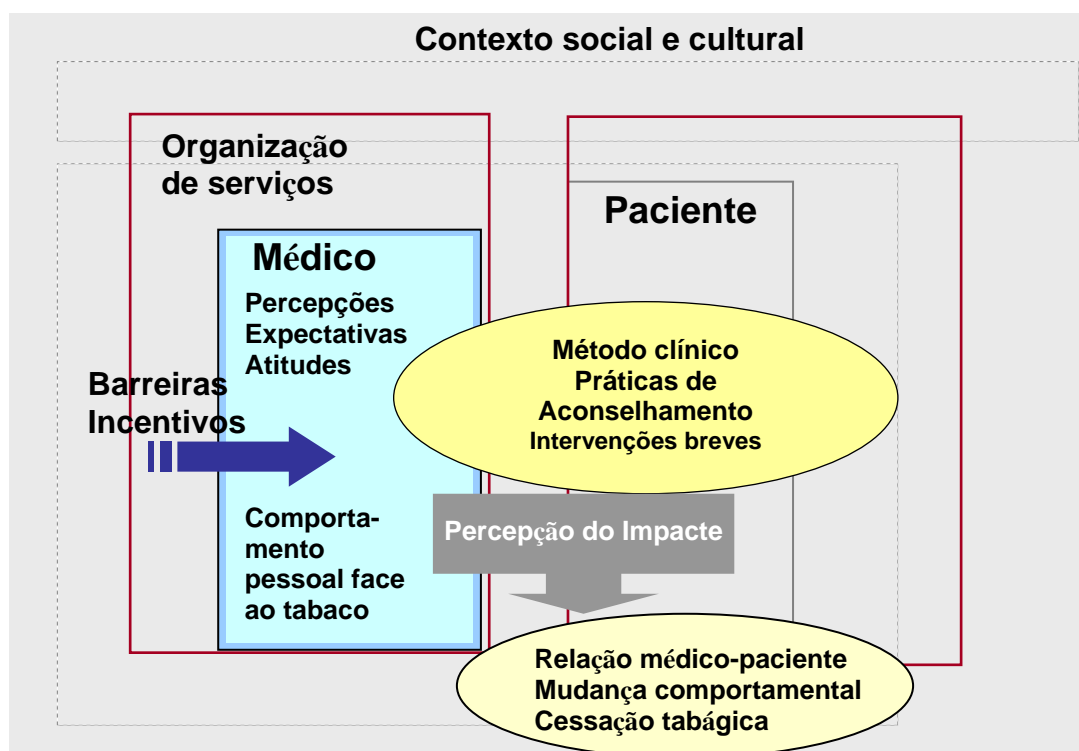 Contexto social e cultural
Organização
de serviços
Paciente
Médico
Percepções
Expectativas
Atitudes
Método clínico
Práticas de
Aconselhamento
Intervenções breves
Barreiras
Incentivos
Comporta-
mento
pessoal face
ao tabaco
Percepção do Impacte
Relação médico-paciente
Mudança comportamental
Cessação tabágica